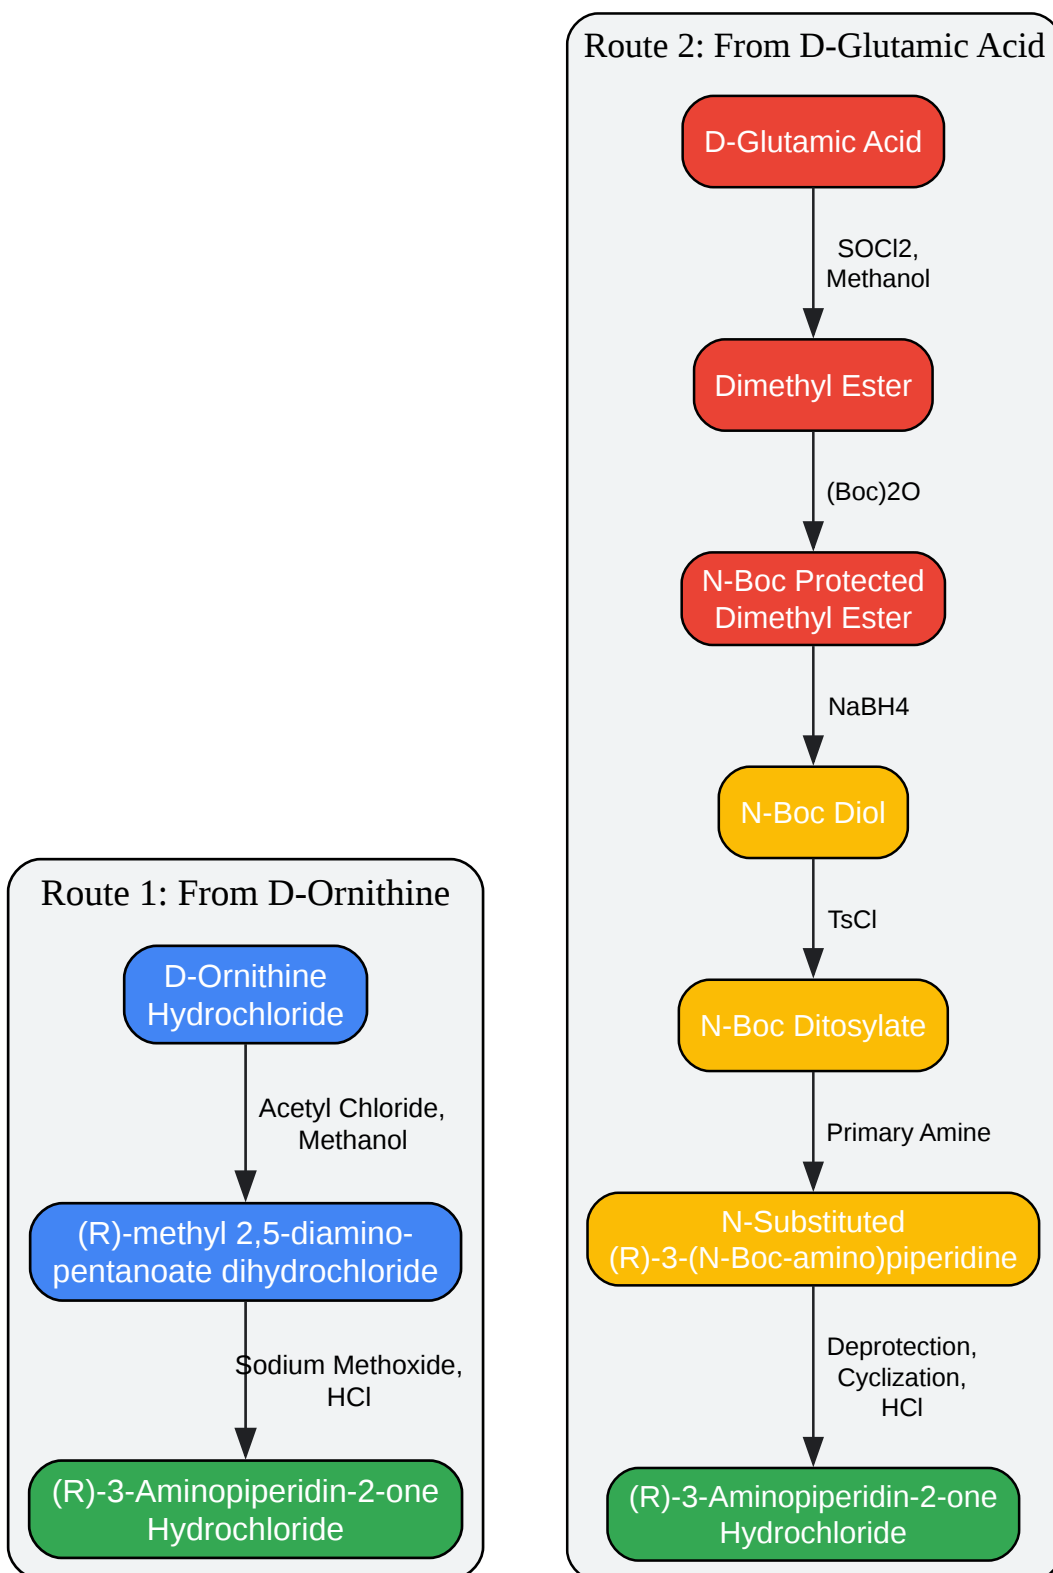 Route 1: From D-Ornithine
D-Ornithine
Hydrochloride
Acetyl Chloride,
Methanol
(R)-methyl 2,5-diamino-
pentanoate dihydrochloride
Sodium Methoxide,
HCl
(R)-3-Aminopiperidin-2-one
Hydrochloride
Route 2: From D-Glutamic Acid
D-Glutamic Acid
SOCl2,
Methanol
Dimethyl Ester
(Boc)2O
N-Boc Protected
Dimethyl Ester
NaBH4
N-Boc Diol
TsCl
N-Boc Ditosylate
Primary Amine
N-Substituted
(R)-3-(N-Boc-amino)piperidine
Deprotection,
Cyclization,
HCl
(R)-3-Aminopiperidin-2-one
Hydrochloride